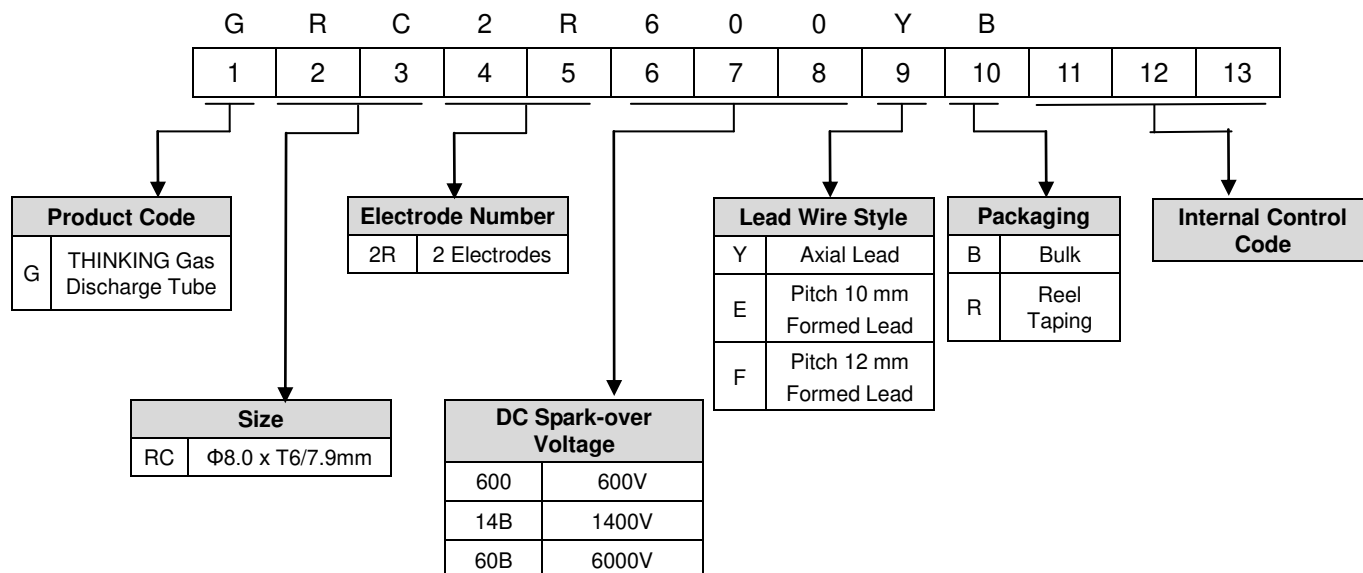 G R C 2 R 6 0 0 Y B
1 2 3 4 5 6 7 8 9 10 11 12 13
Product Code
G THINKING Gas
Discharge Tube
Electrode Number
2R 2 Electrodes
Lead Wire Style
Y Axial Lead
E Pitch 10 mm
Formed Lead
F Pitch 12 mm
Formed Lead
Packaging
B Bulk
R Reel
Taping
Internal Control
Code
Size
RC Φ8.0 x T6/7.9mm
DC Spark-over
Voltage
600 600V
14B 1400V
60B 6000V